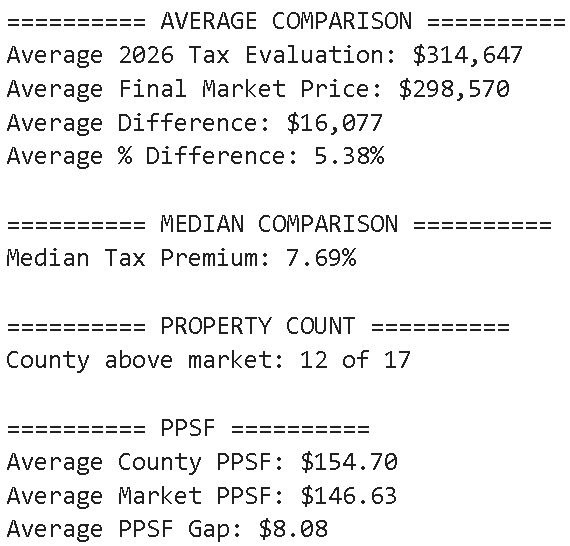 ========== AVERAGE COMPARISON ==========
Average 2026 Tax Evaluation: $314,647
Average Final Market Price: $298,570
Average Difference: $16,077
Average % Difference: 5.38%
========== MEDIAN COMPARISON ==========
Median Tax Premium: 7.69%
========== PROPERTY COUNT ==========
County above market: 12 of 17
========== PPSF ==========
Average County PPSF: $154.70
Average Market PPSF: $146.63
Average PPSF Gap: $8.08